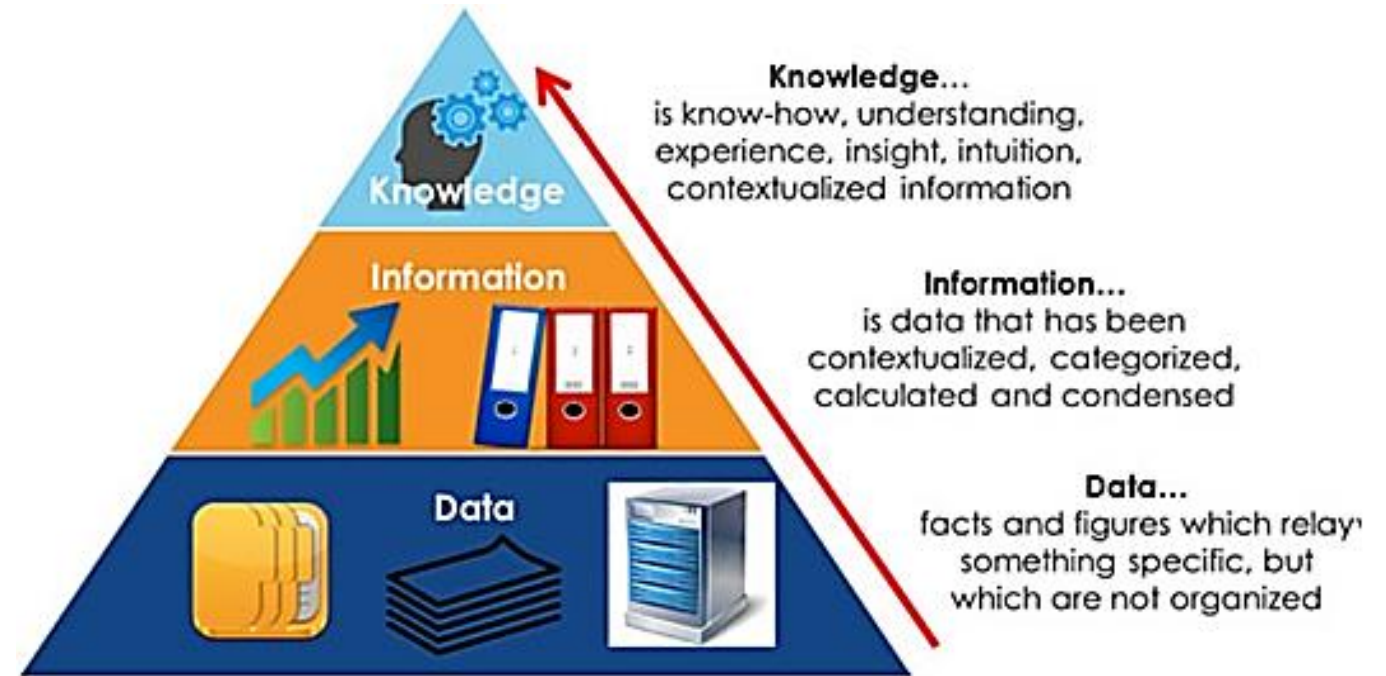 Knowledge
Information
Data
Knowledge...
is know-how, understanding,
experience, insight, intuition,
contextualized information
Information...
is data that has been
contextualized, categorized,
calculated and condensed
Data...
facts and figures which relay
something specific, but
which are not organized